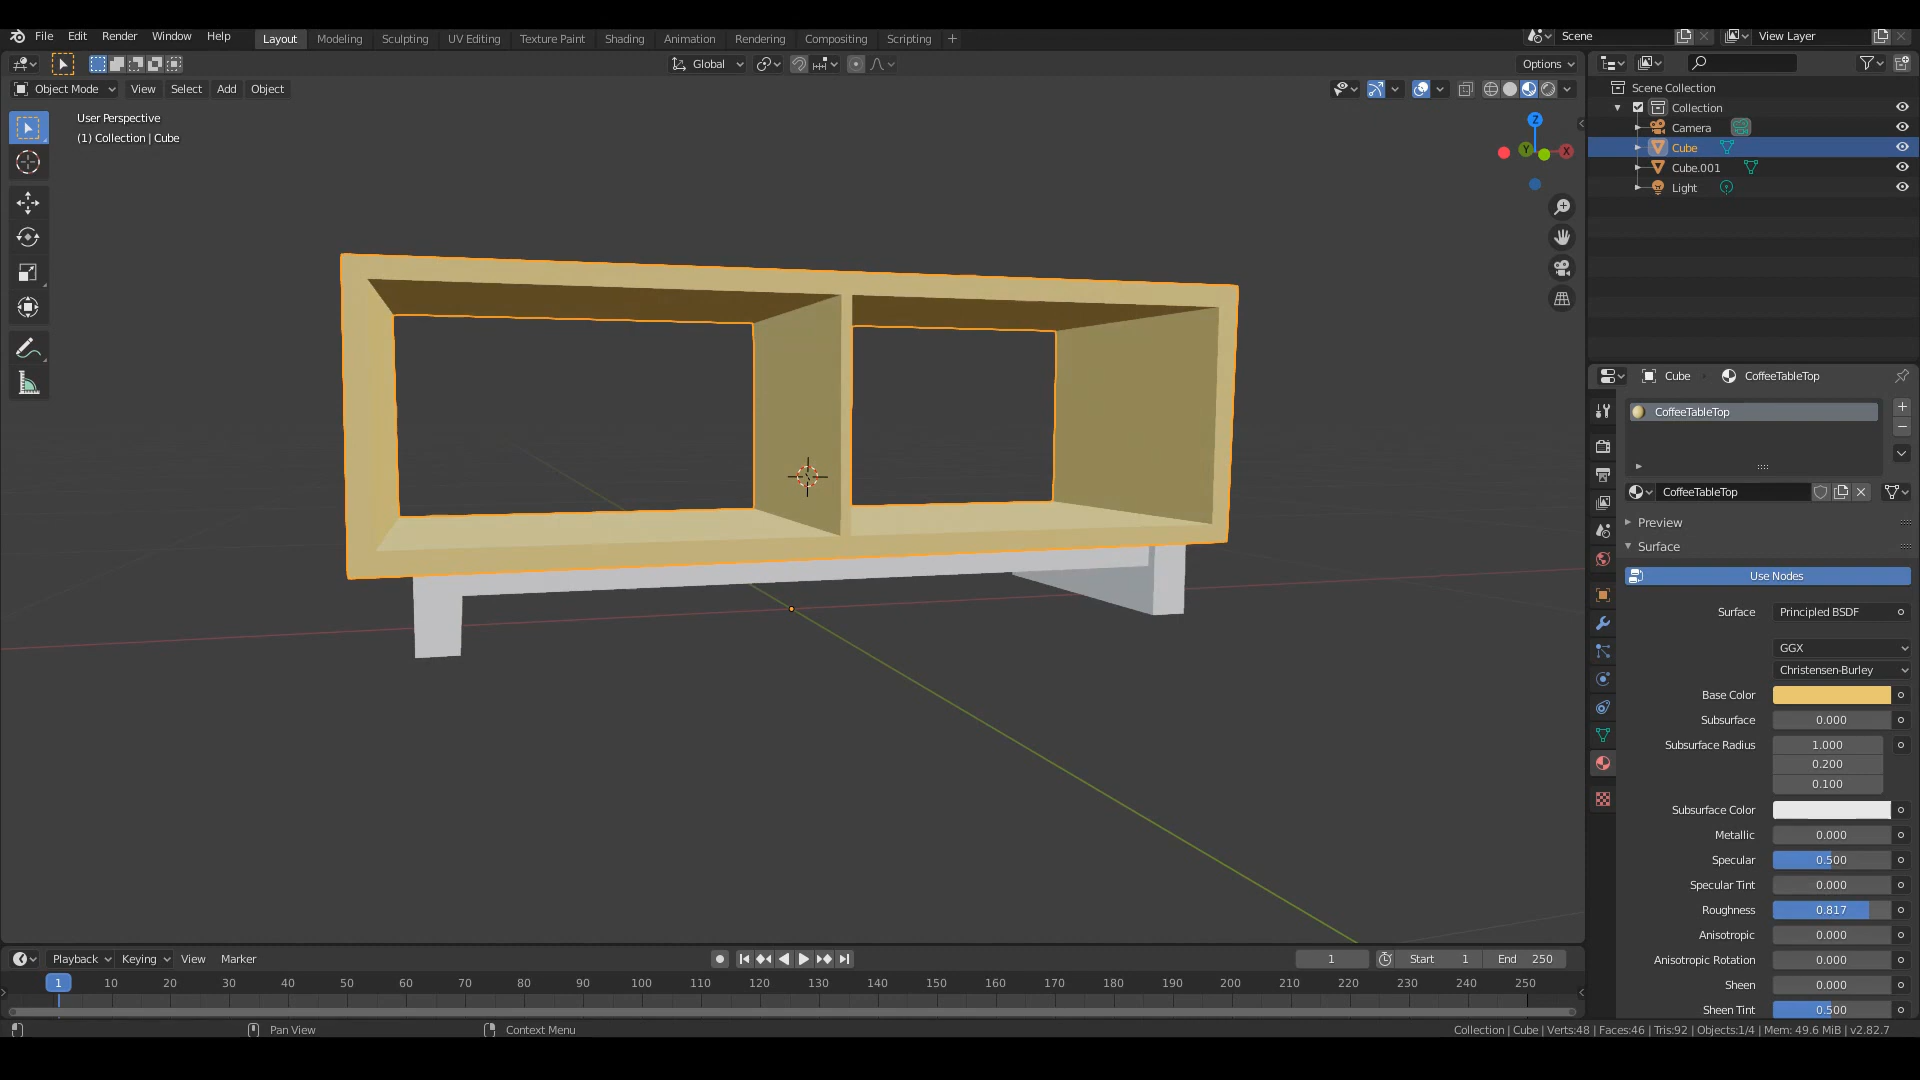 File Edit Render Window Help Layout Modeling Sculpting UV Editing Texture Paint Shading Animation Rendering Compositing Scripting + Scene View Layer
Global Options
Object Mode View Select Add Object
User Perspective
(1) Collection | Cube
Z
Y
X
Scene Collection
Collection
Camera
Cube
Cube.001
Light
Cube CoffeeTableTop
CoffeeTableTop
CoffeeTableTop
Preview
Surface
Use Nodes
Surface Principled BSDF
GGX
Christensen-Burley
Base Color
Subsurface 0.000
Subsurface Radius 1.000
0.200
0.100
Subsurface Color
Metallic 0.000
Specular 0.500
Specular Tint 0.000
Roughness 0.817
Anisotropic 0.000
Anisotropic Rotation 0.000
Sheen 0.000
Sheen Tint 0.500
Playback Keying View Marker 1 Start 1 End 250
1 10 20 30 40 50 60 70 80 90 100 110 120 130 140 150 160 170 180 190 200 210 220 230 240 250
Pan View Context Menu Collection | Cube | Verts:48 | Faces:46 | Tris:92 | Objects:1/4 | Mem: 49.6 MiB | v2.82.7